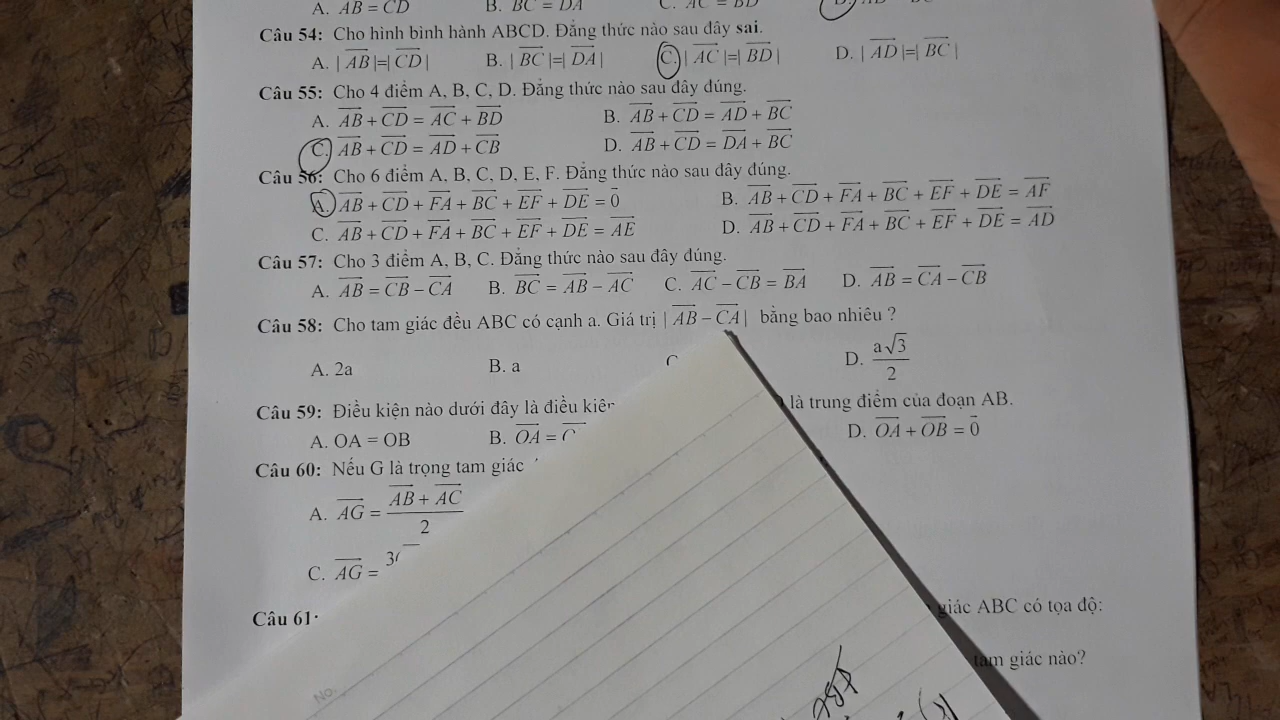 A. AB = CD B. BC = DA C. AC = BD
Câu 54: Cho hình bình hành ABCD. Đẳng thức nào sau đây sai.
A. | AB |=| CD | B. | BC |=| DA | C. | AC |=| BD | D. | AD |=| BC |
Câu 55: Cho 4 điểm A, B, C, D. Đẳng thức nào sau đây đúng.
A. AB + CD = AC + BD B. AB + CD = AD + BC
C. AB + CD = AD + CB D. AB + CD = DA + BC
Câu 56: Cho 6 điểm A, B, C, D, E, F. Đẳng thức nào sau đây đúng.
A. AB + CD + FA + BC + EF + DE = 0 B. AB + CD + FA + BC + EF + DE = AF
C. AB + CD + FA + BC + EF + DE = AE D. AB + CD + FA + BC + EF + DE = AD
Câu 57: Cho 3 điểm A, B, C. Đẳng thức nào sau đây đúng.
A. AB = CB − CA B. BC = AB − AC C. AC − CB = BA D. AB = CA − CB
Câu 58: Cho tam giác đều ABC có cạnh a. Giá trị | AB − CA | bằng bao nhiêu ?
A. 2a B. a D. a√3/2
Câu 59: Điều kiện nào dưới đây là điều là trung điểm của đoạn AB.
A. OA = OB B. OA = D. OA + OB = 0
Câu 60: Nếu G là trọng tam giác
A. AG = AB + AC / 2
C. AG = 3
Câu 61 giác ABC có tọa độ:
tam giác nào?
No.